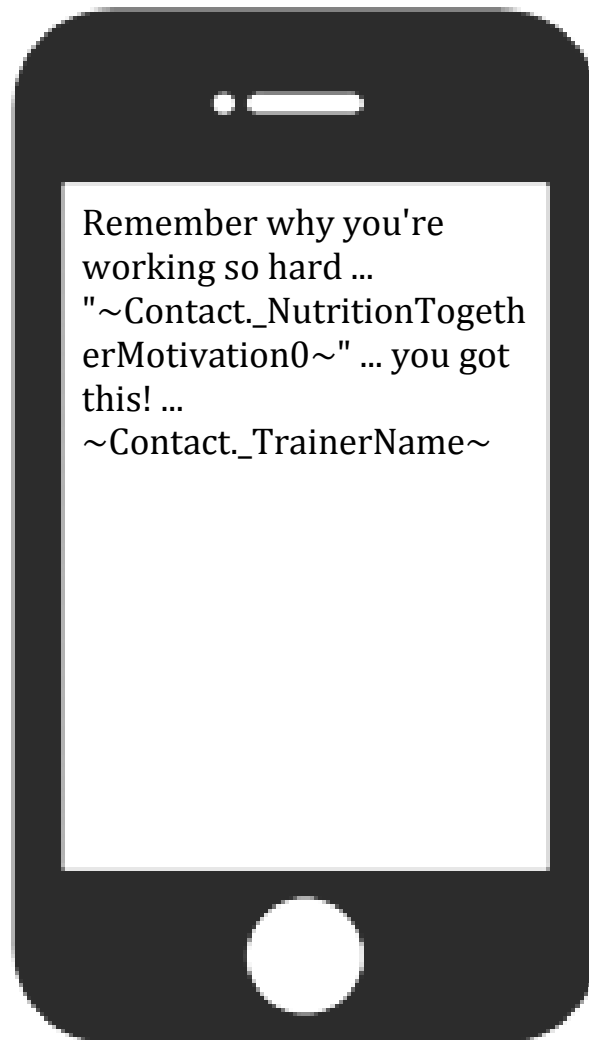 Remember why you're
working so hard ...
"~Contact._NutritionTogeth
erMotivation0~" ... you got
this! ...
~Contact._TrainerName~